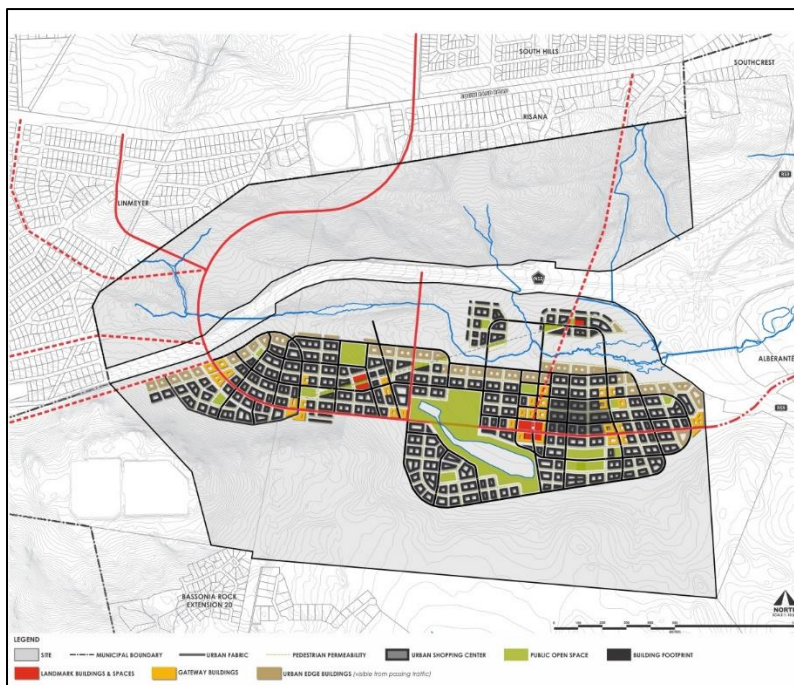 SOUTH HILLS
SOUTHCREST
RISANA
LINMEYER
N12
ALBERANTE
BASSONIA ROCK
EXTENSION 20
NORTH
LEGEND
SITE
MUNICIPAL BOUNDARY
URBAN FABRIC
PEDESTRIAN PERMEABILITY
URBAN SHOPPING CENTER
PUBLIC OPEN SPACE
BUILDING FOOTPRINT
LANDMARK BUILDINGS & SPACES
GATEWAY BUILDINGS
URBAN EDGE BUILDINGS (visible from passing traffic)